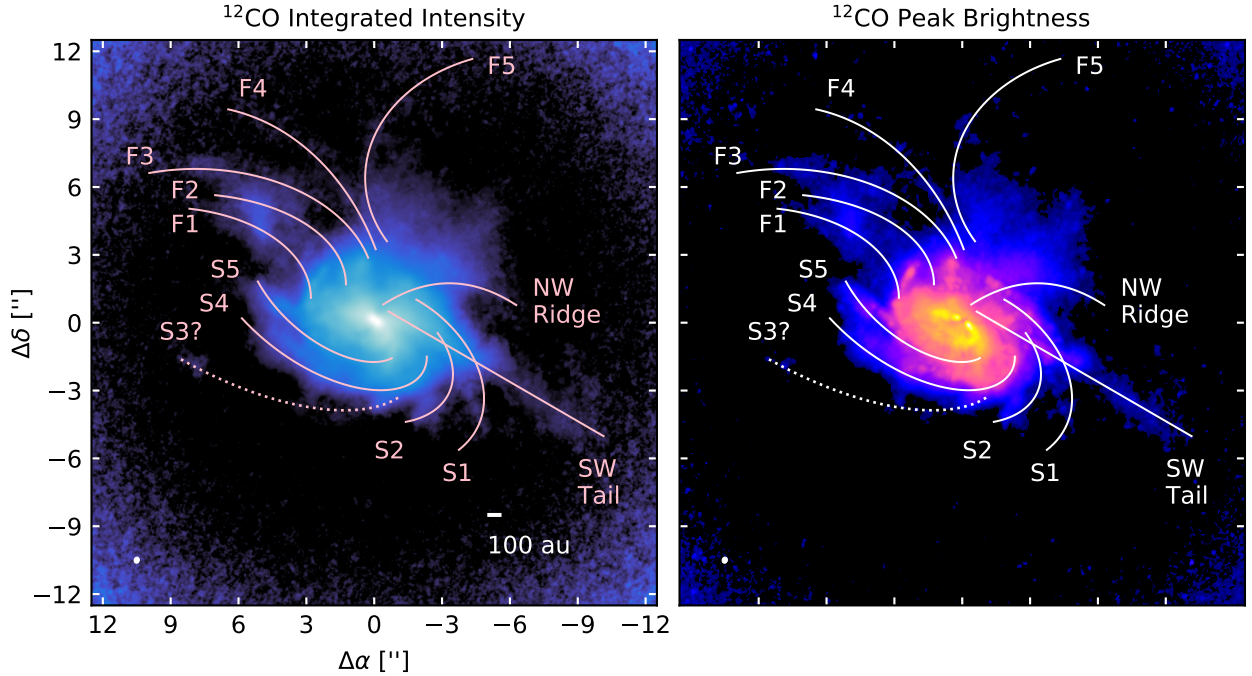 ¹²CO Integrated Intensity
¹²CO Peak Brightness
12
9
6
3
0
−3
−6
−9
−12
Δδ ['']
F5
F4
F3
F2
F1
S5
S4
S3?
NW
Ridge
S2
S1
SW
Tail
100 au
12
9
6
3
0
−3
−6
−9
−12
Δα ['']
F5
F4
F3
F2
F1
S5
S4
S3?
NW
Ridge
S2
S1
SW
Tail